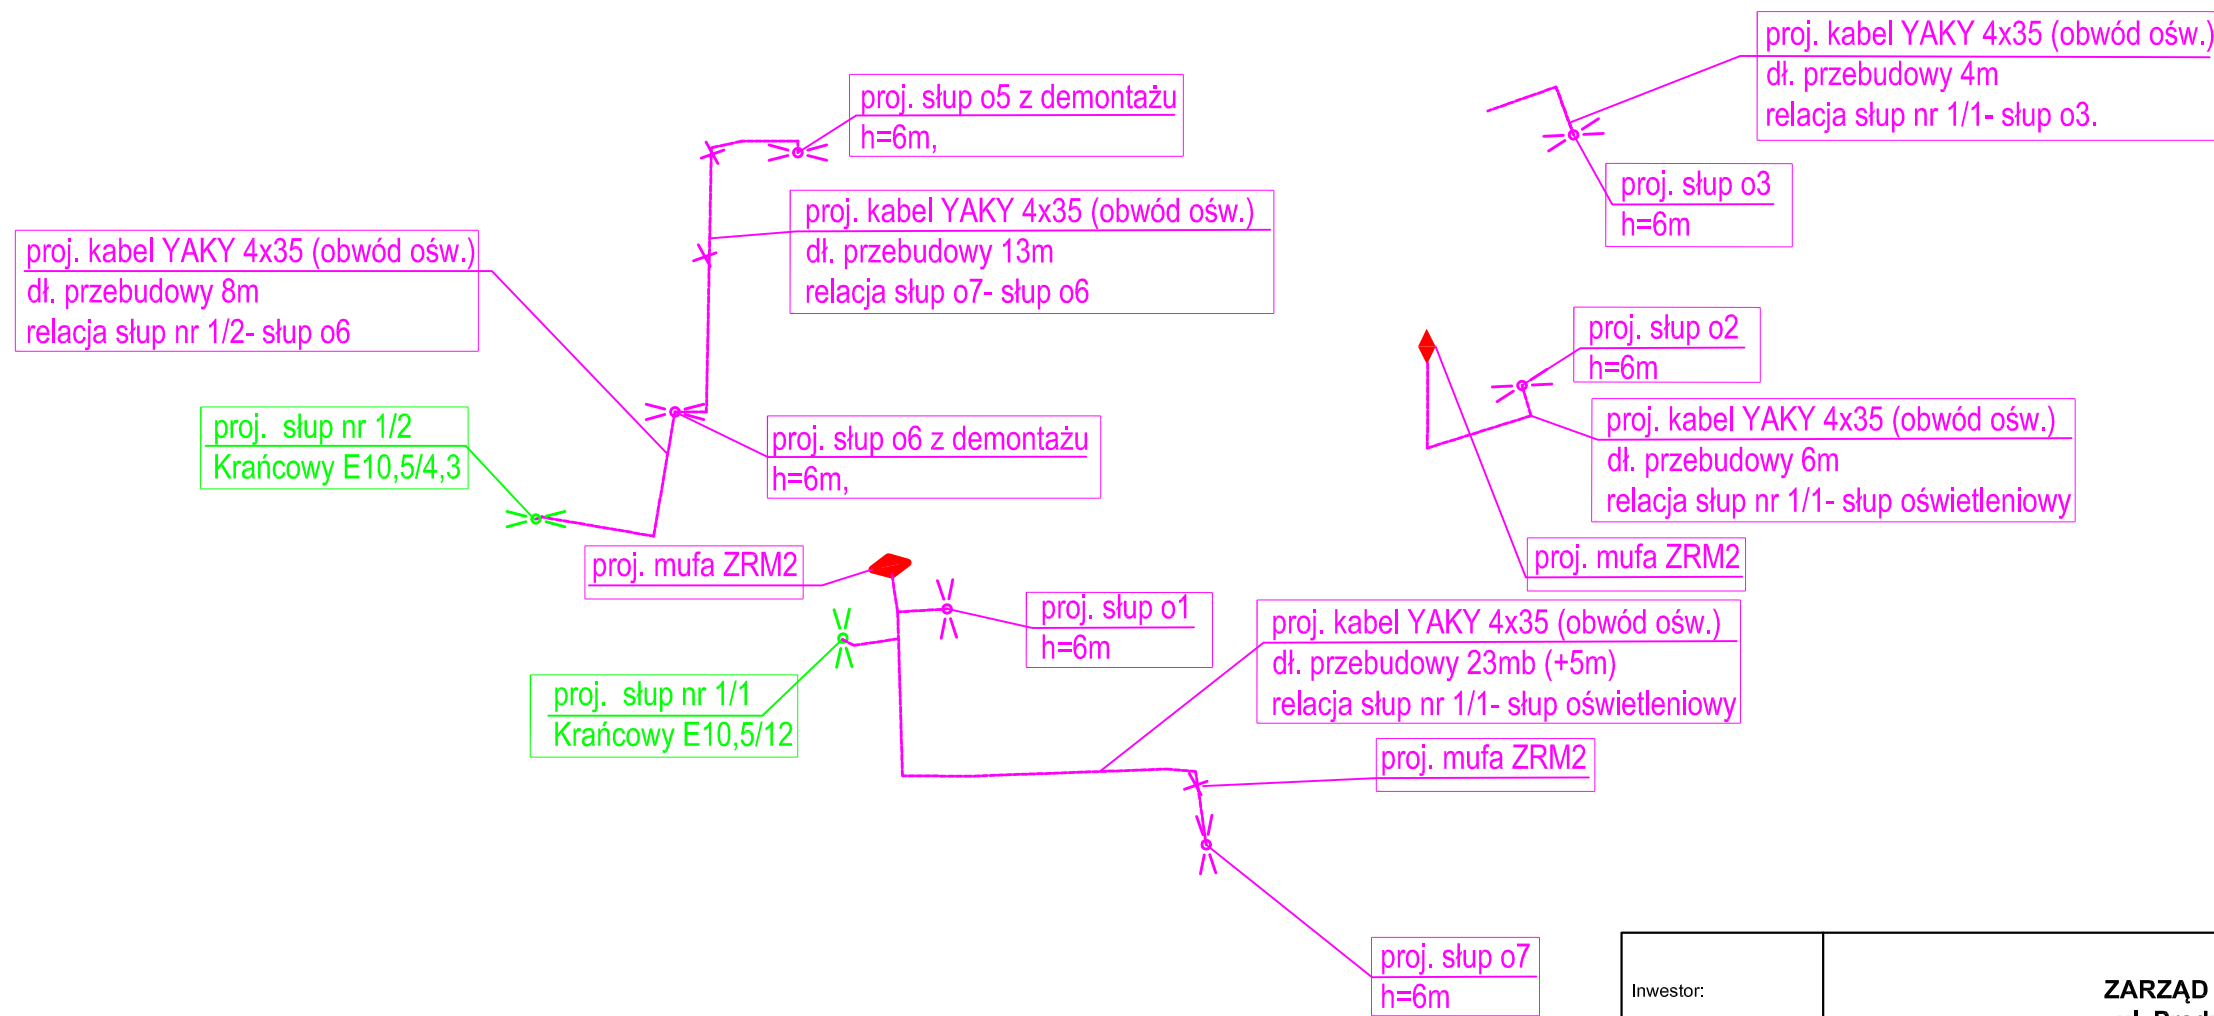 proj. kabel YAKY 4x35 (obwód ośw.)
dł. przebudowy 4m
relacja słup nr 1/1- słup o3.
proj. słup o5 z demontażu
h=6m,
proj. słup o3
h=6m
proj. kabel YAKY 4x35 (obwód ośw.)
dł. przebudowy 13m
relacja słup o7- słup o6
proj. kabel YAKY 4x35 (obwód ośw.)
dł. przebudowy 8m
relacja słup nr 1/2- słup o6
proj. słup o2
h=6m
proj. słup nr 1/2
Krańcowy E10,5/4,3
proj. słup o6 z demontażu
h=6m,
proj. kabel YAKY 4x35 (obwód ośw.)
dł. przebudowy 6m
relacja słup nr 1/1- słup oświetleniowy
proj. mufa ZRM2
proj. mufa ZRM2
proj. słup o1
h=6m
proj. kabel YAKY 4x35 (obwód ośw.)
dł. przebudowy 23mb (+5m)
relacja słup nr 1/1- słup oświetleniowy
proj. słup nr 1/1
Krańcowy E10,5/12
proj. mufa ZRM2
proj. słup o7
h=6m
Inwestor:
ZARZĄD